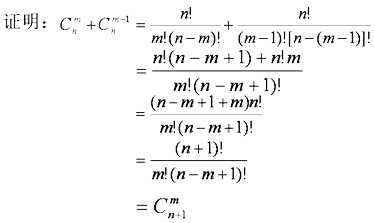 证明：$C_n^m + C_n^{m-1} = \frac{n!}{m!(n-m)!} + \frac{n!}{(m-1)![n-(m-1)]!}$
$= \frac{n!(n-m+1)+n!m}{m!(n-m+1)!}$
$= \frac{(n-m+1+m)n!}{m!(n-m+1)!}$
$= \frac{(n+1)!}{m!(n-m+1)!}$
$= C_{n+1}^m$